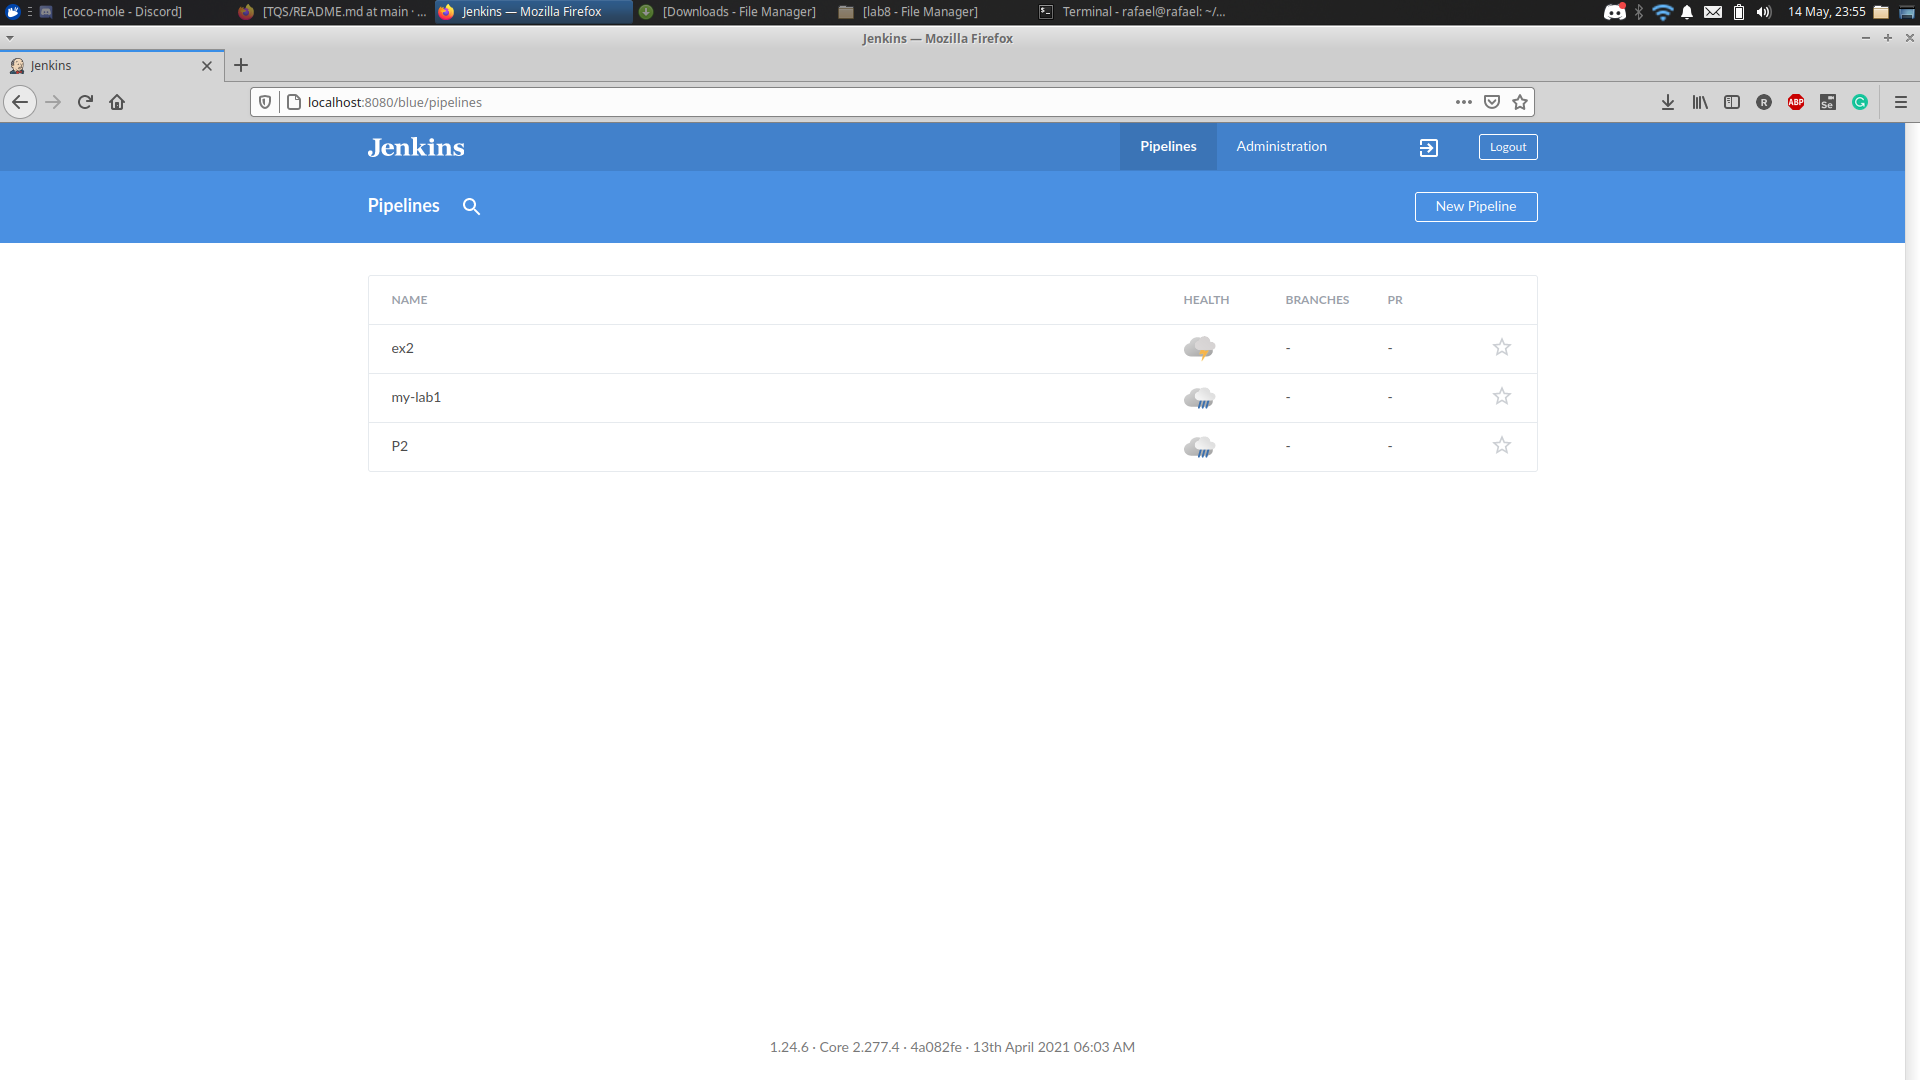 [coco-mole - Discord] [TQS/README.md at main · ... Jenkins — Mozilla Firefox [Downloads - File Manager] [lab8 - File Manager] Terminal - rafael@rafael: ~/... 14 May, 23:55
Jenkins — Mozilla Firefox
Jenkins
localhost:8080/blue/pipelines
R ABP Se G
Jenkins Pipelines Administration Logout
Pipelines New Pipeline
NAME HEALTH BRANCHES PR
ex2 - -
my-lab1 - -
P2 - -
1.24.6 · Core 2.277.4 · 4a082fe · 13th April 2021 06:03 AM